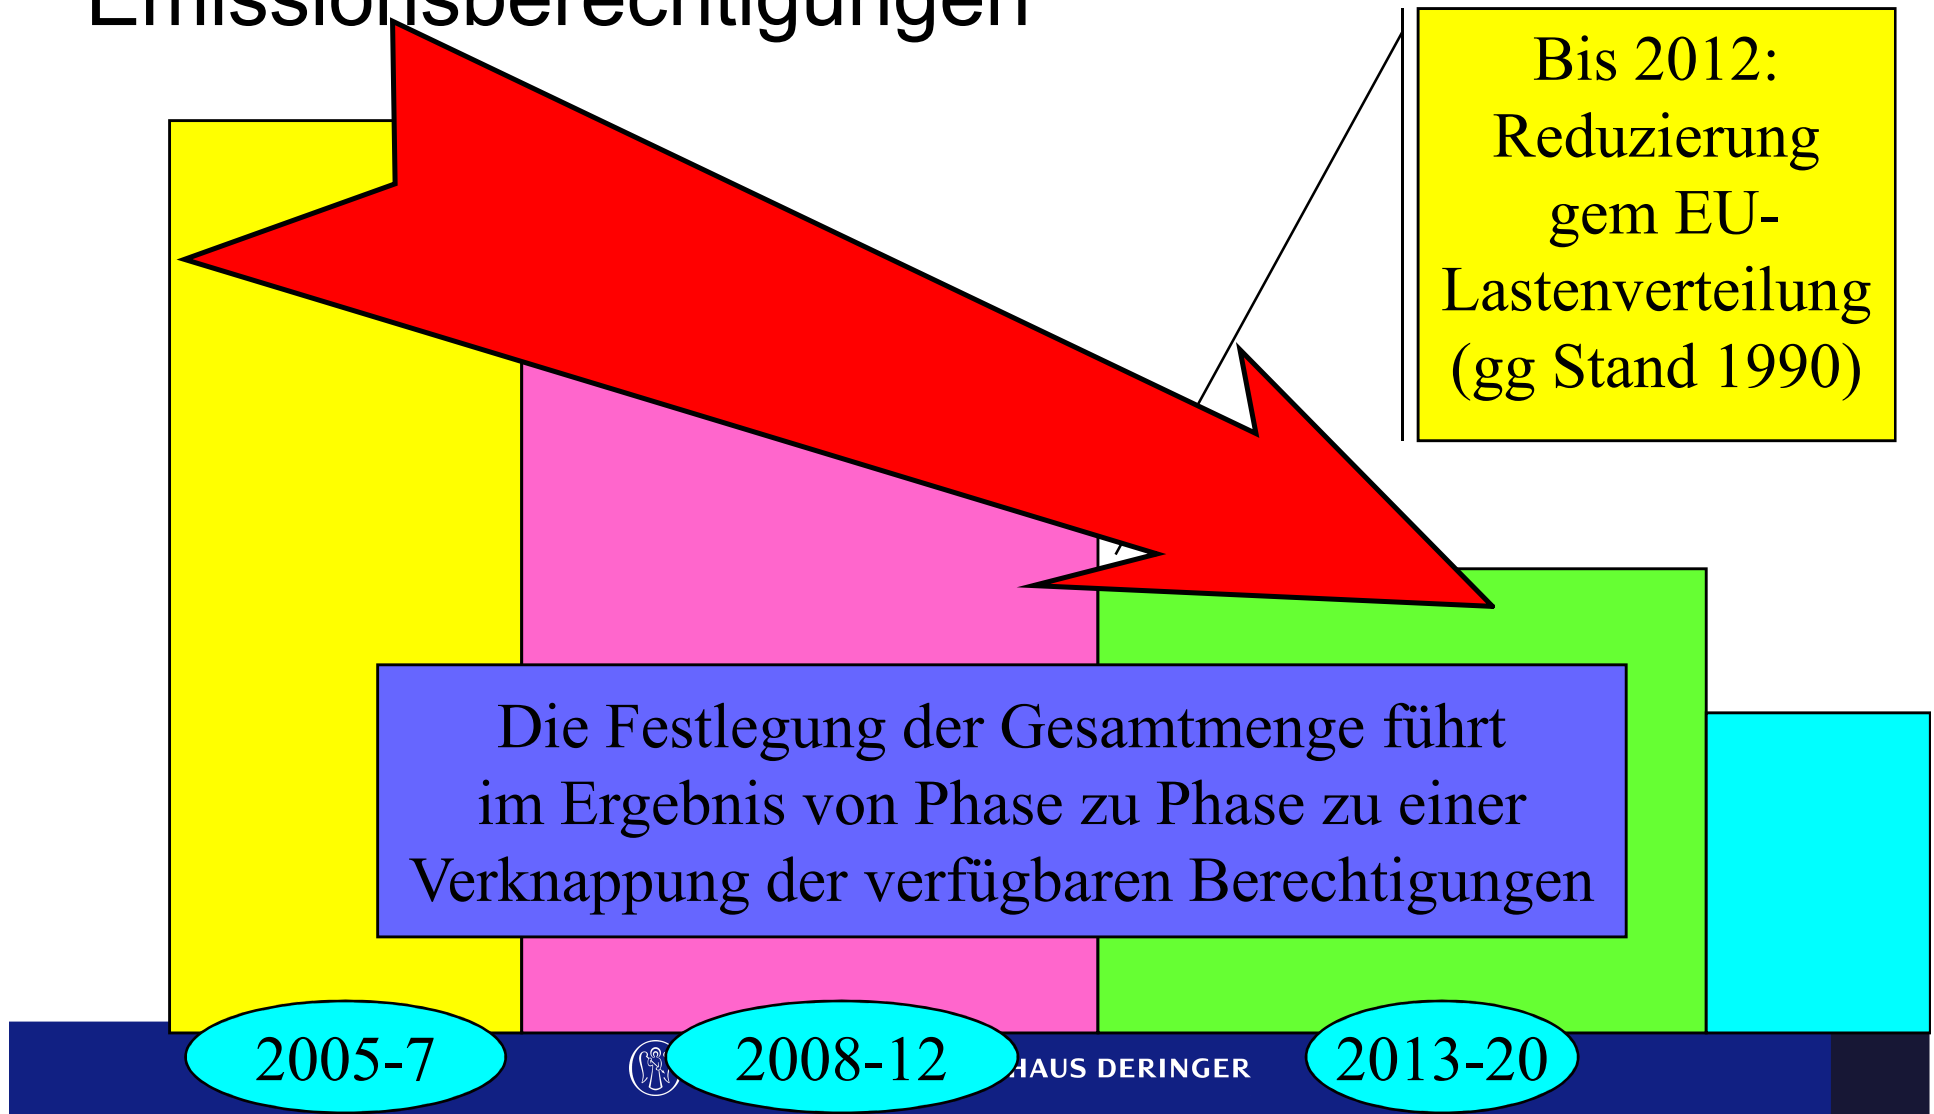 Emissionsberechtigungen
Bis 2012:
Reduzierung
gem EU-
Lastenverteilung
(gg Stand 1990)
Die Festlegung der Gesamtmenge führt
im Ergebnis von Phase zu Phase zu einer
Verknappung der verfügbaren Berechtigungen
2005-7
2008-12
HAUS DERINGER
2013-20